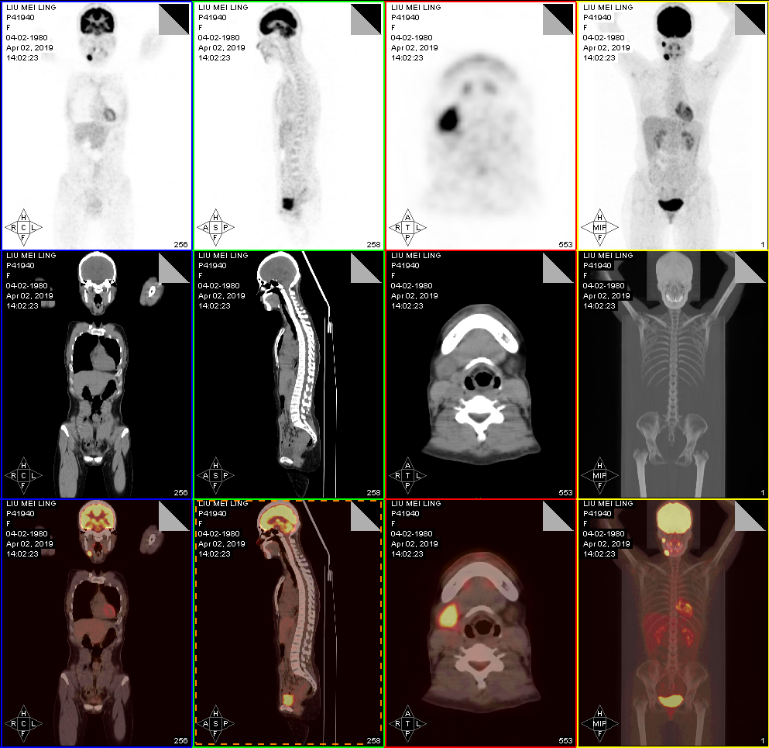 LIU MEI LING
P41940
F
04-02-1980
Apr 02, 2019
14:02:23
H
R C L
F
256
LIU MEI LING
P41940
F
04-02-1980
Apr 02, 2019
14:02:23
H
A S P
F
258
LIU MEI LING
P41940
F
04-02-1980
Apr 02, 2019
14:02:23
A
R T L
P
553
LIU MEI LING
P41940
F
04-02-1980
Apr 02, 2019
14:02:23
H
MIP
F
1
LIU MEI LING
P41940
F
04-02-1980
Apr 02, 2019
14:02:23
H
R C L
F
256
LIU MEI LING
P41940
F
04-02-1980
Apr 02, 2019
14:02:23
H
A S P
F
258
LIU MEI LING
P41940
F
04-02-1980
Apr 02, 2019
14:02:23
A
R T L
P
553
LIU MEI LING
P41940
F
04-02-1980
Apr 02, 2019
14:02:23
H
MIP
F
1
LIU MEI LING
P41940
F
04-02-1980
Apr 02, 2019
14:02:23
H
R C L
F
256
LIU MEI LING
P41940
F
04-02-1980
Apr 02, 2019
14:02:23
H
A S P
F
258
LIU MEI LING
P41940
F
04-02-1980
Apr 02, 2019
14:02:23
A
R T L
P
553
LIU MEI LING
P41940
F
04-02-1980
Apr 02, 2019
14:02:23
H
MIP
F
1